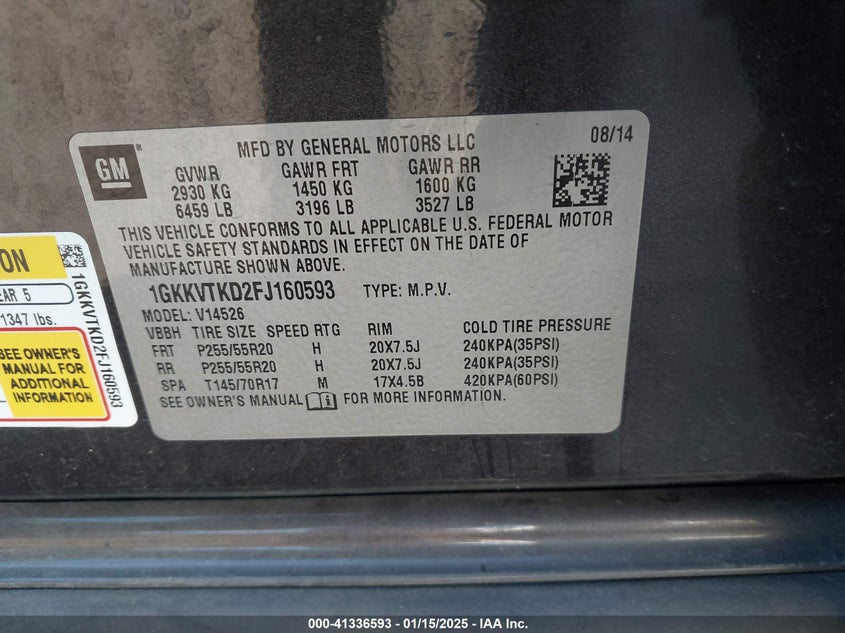 MFD BY GENERAL MOTORS LLC 08/14
GM
GVWR GAWR FRT GAWR RR
2930 KG 1450 KG 1600 KG
6459 LB 3196 LB 3527 LB
THIS VEHICLE CONFORMS TO ALL APPLICABLE U.S. FEDERAL MOTOR
VEHICLE SAFETY STANDARDS IN EFFECT ON THE DATE OF
MANUFACTURE SHOWN ABOVE.
1GKKVTKD2FJ160593 TYPE: M.P.V.
MODEL: V14526
VBBH TIRE SIZE SPEED RTG RIM COLD TIRE PRESSURE
FRT P255/55R20 H 20X7.5J 240KPA(35PSI)
RR P255/55R20 H 20X7.5J 240KPA(35PSI)
SPA T145/70R17 M 17X4.5B 420KPA(60PSI)
SEE OWNER'S MANUAL i FOR MORE INFORMATION.
ON
EAR 5
1347 lbs.
SEE OWNER'S
MANUAL FOR
ADDITIONAL
INFORMATION
1GKKVTKD2FJ160593
000-41336593 - 01/15/2025 - IAA Inc.